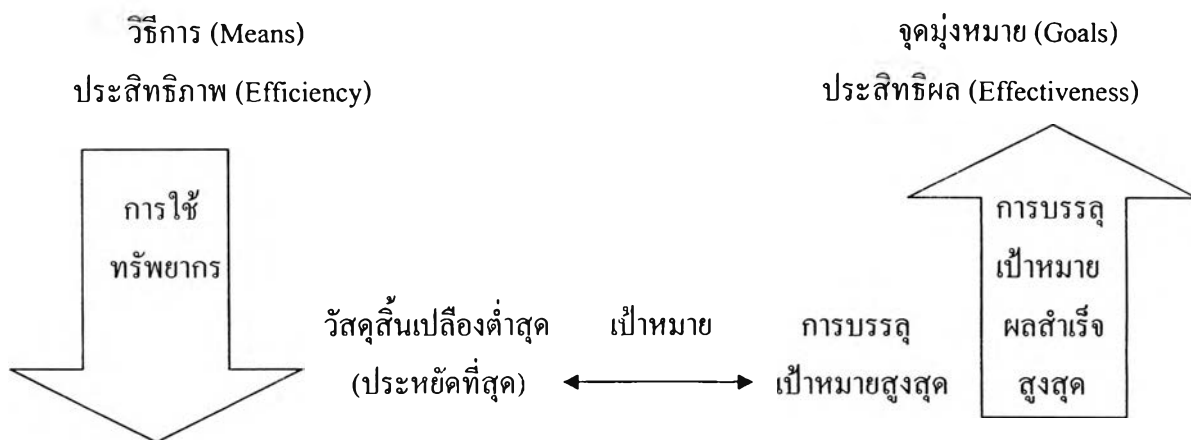 วิธีการ (Means)
ประสิทธิภาพ (Efficiency)
จุดมุ่งหมาย (Goals)
ประสิทธิผล (Effectiveness)
การใช้
ทรัพยากร
วัสดุสิ้นเปลืองต่ำสุด
(ประหยัดที่สุด)
เป้าหมาย
การบรรลุ
เป้าหมายสูงสุด
การบรรลุ
เป้าหมาย
ผลสำเร็จ
สูงสุด